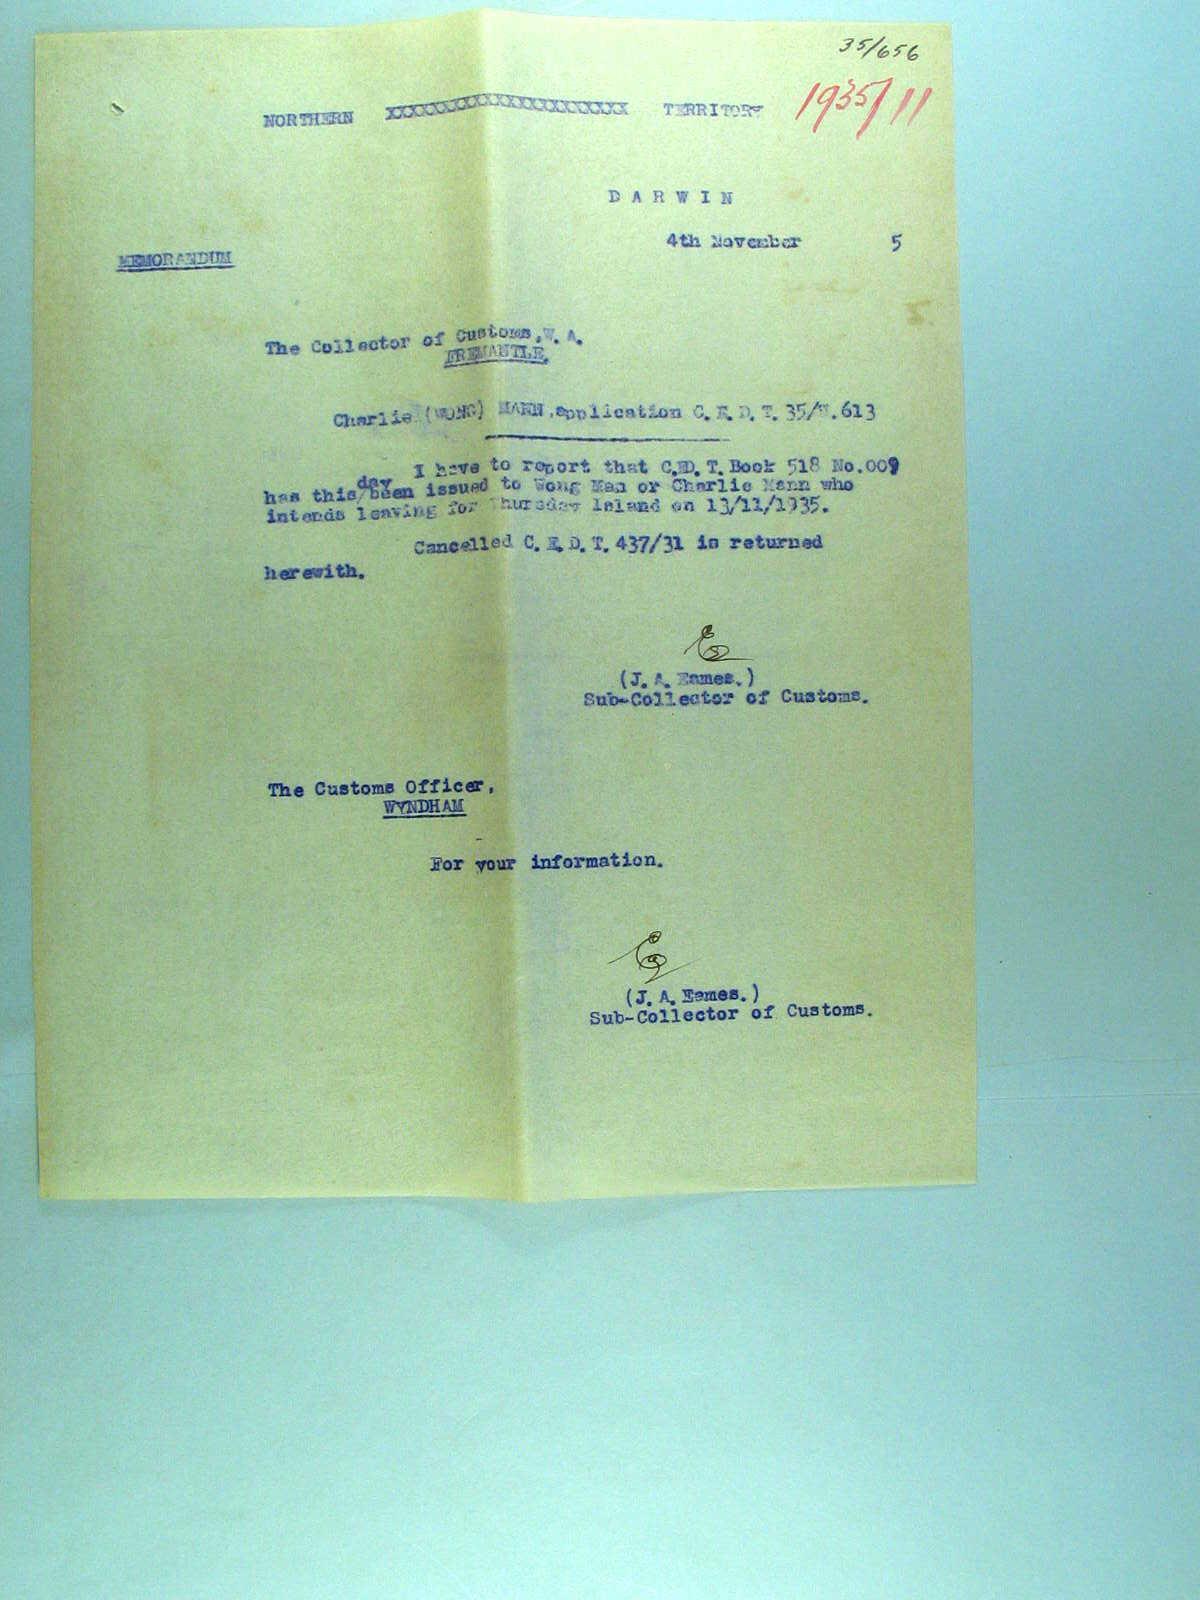 35/656
NORTHERN XXXXXXXXXXXXXXXXXXXXXXX TERRITORY 1935/11
D A R W I N
4th November 5
MEMORANDUM
The Collector of Customs, W. A.
FREMANTLE.
Charlie (WONG) MANN, application C. E. D. T. 35/W.613
I have to report that C.ED. T. Book 518 No.009
day
has this/been issued to Wong Man or Charlie Mann who
intends leaving for Thursday Island on 13/11/1935.
Cancelled C. E. D. T. 437/31 is returned
herewith.
(J. A. Eames.)
Sub-Collector of Customs.
The Customs Officer,
WYNDHAM
For your information.
(J. A. Eames.)
Sub-Collector of Customs.